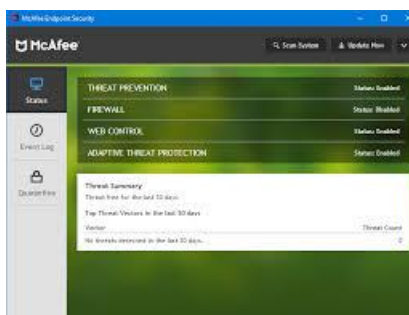 McAfee Endpoint Security
McAfee
Scan System
Update Now
Status
Event Log
Quarantine
THREAT PREVENTION Status: Enabled
FIREWALL Status: Disabled
WEB CONTROL Status: Enabled
ADAPTIVE THREAT PROTECTION Status: Enabled
Threat Summary
Threat free for the last 30 days
Top Threat Vectors in the last 30 days
Vector Threat Count
No threats detected in the last 30 days. 0